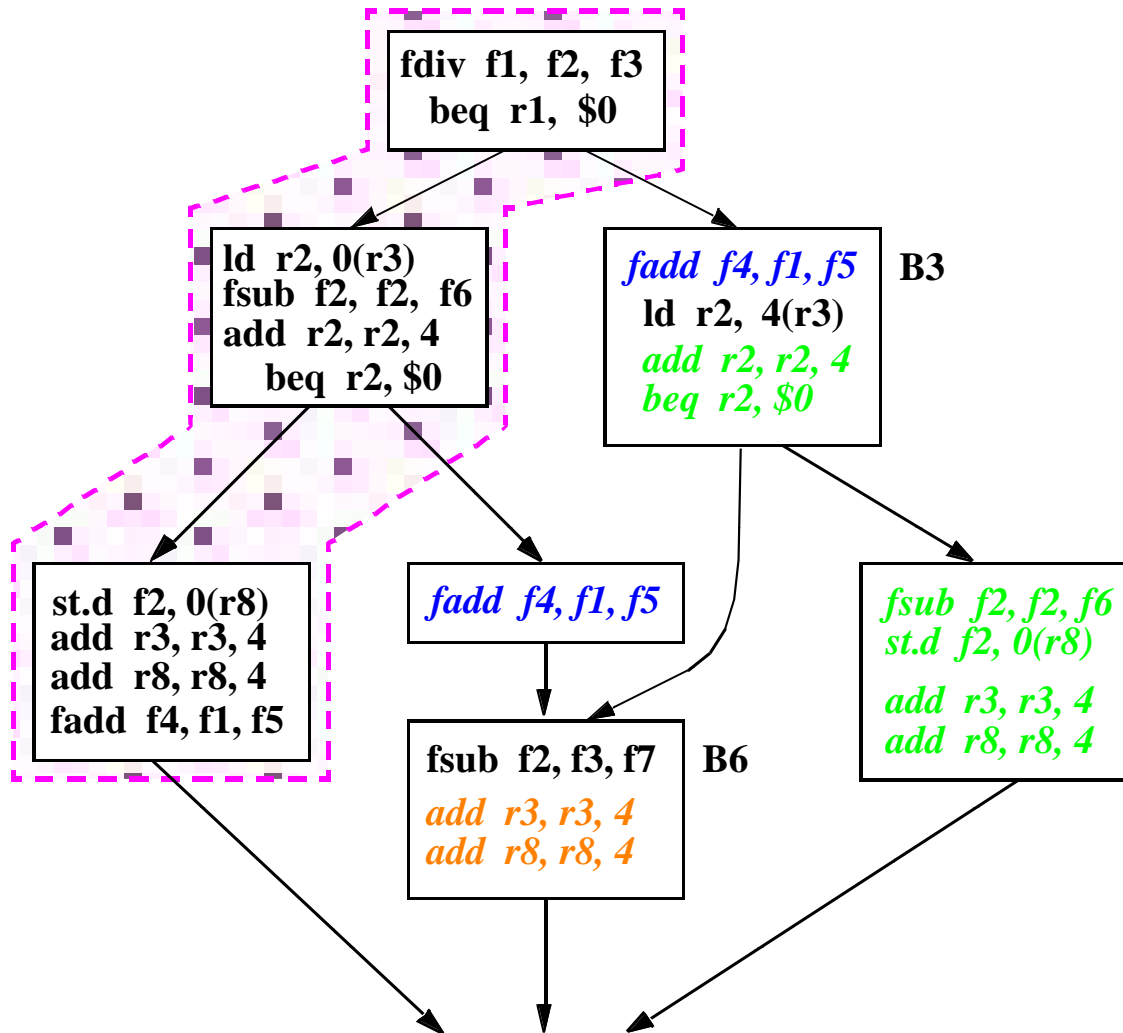 fdiv f1, f2, f3
beq r1, $0
ld r2, 0(r3)
fsub f2, f2, f6
add r2, r2, 4
beq r2, $0
fadd f4, f1, f5
ld r2, 4(r3)
add r2, r2, 4
beq r2, $0
B3
st.d f2, 0(r8)
add r3, r3, 4
add r8, r8, 4
fadd f4, f1, f5
fadd f4, f1, f5
fsub f2, f2, f6
st.d f2, 0(r8)
add r3, r3, 4
add r8, r8, 4
fsub f2, f3, f7
add r3, r3, 4
add r8, r8, 4
B6